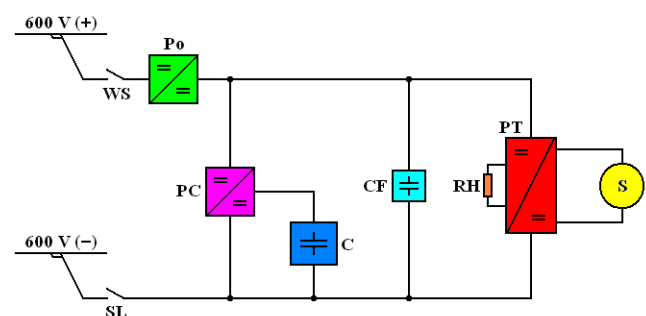 600 V (+)
Po
WS
PT
PC
CF
RH
S
C
600 V (−)
SL